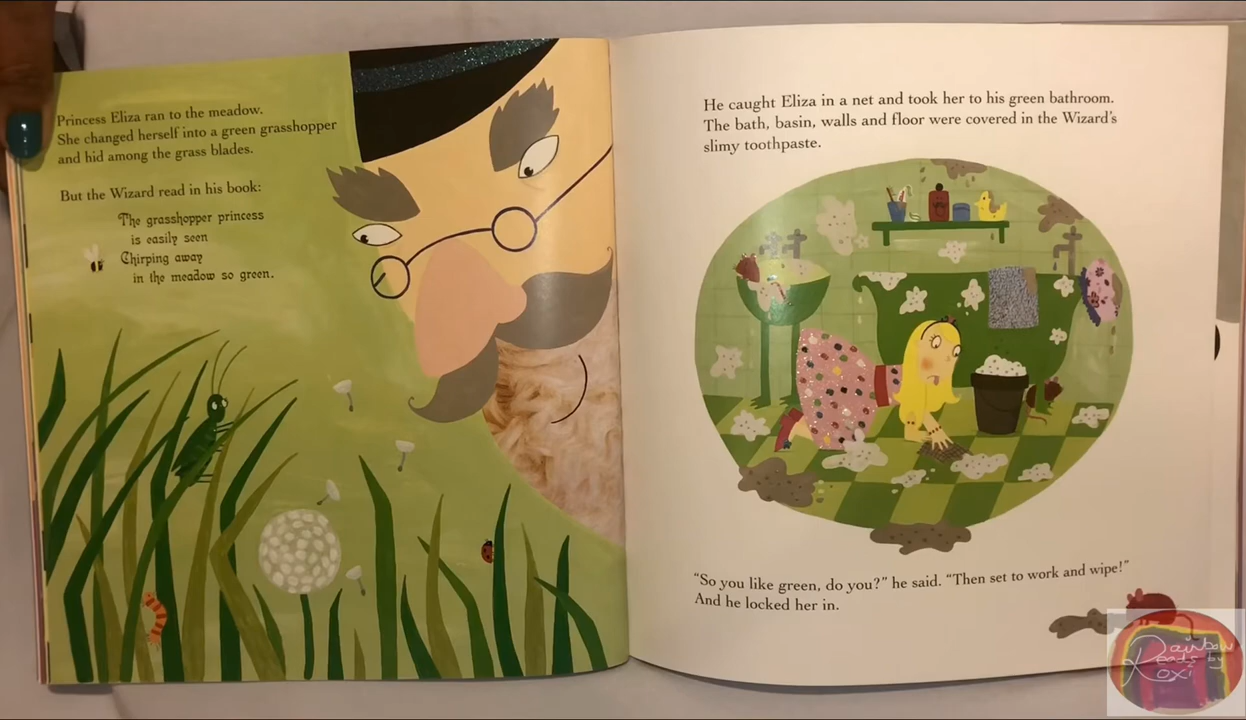 Princess Eliza ran to the meadow.
She changed herself into a green grasshopper
and hid among the grass blades.
But the Wizard read in his book:
The grasshopper princess
is easily seen
Chirping away
in the meadow so green.
He caught Eliza in a net and took her to his green bathroom.
The bath, basin, walls and floor were covered in the Wizard's
slimy toothpaste.
"So you like green, do you?" he said. "Then set to work and wipe!"
And he locked her in.
Rainbow
Reads by
Roxi